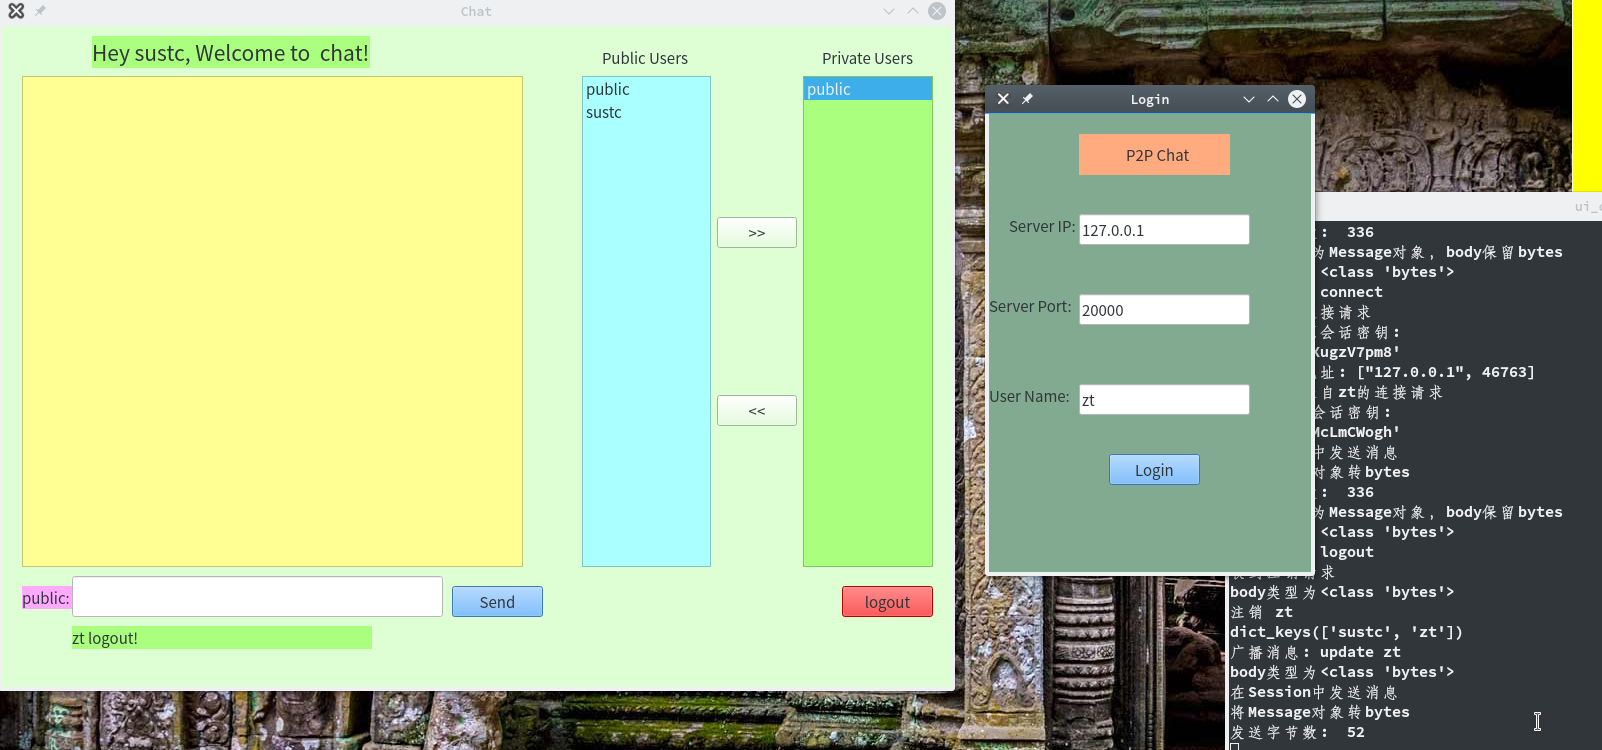 Chat
Hey sustc, Welcome to  chat!
Public Users
Private Users
public
sustc
public
>>
<<
public:
Send
logout
zt logout!
Login
P2P Chat
Server IP: 127.0.0.1
Server Port: 20000
User Name: zt
Login
: 336
为Message对象, body保留bytes
<class 'bytes'>
connect
接请求
会话密钥:
XugzV7pm8'
址: ["127.0.0.1", 46763]
自zt的连接请求
会话密钥:
McLmCWogh'
中发送消息
对象转bytes
: 336
为Message对象, body保留bytes
<class 'bytes'>
logout
求
body类型为<class 'bytes'>
注销 zt
dict_keys(['sustc', 'zt'])
广播消息: update zt
body类型为<class 'bytes'>
在Session中发送消息
将Message对象转bytes
发送字节数:  52